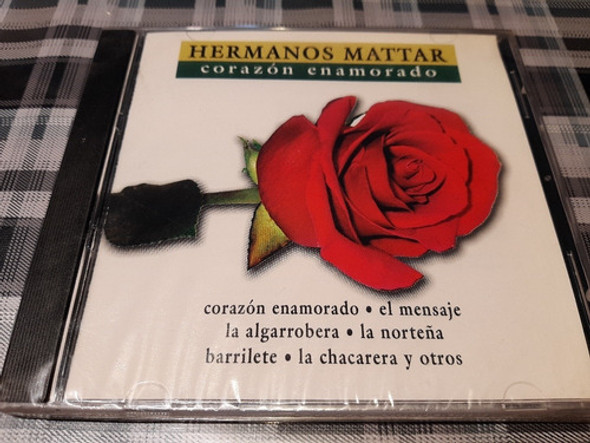 HERMANOS MATTAR
corazón enamorado
corazón enamorado • el mensaje
la algarrobera • la norteña
barrilete • la chacarera y otros